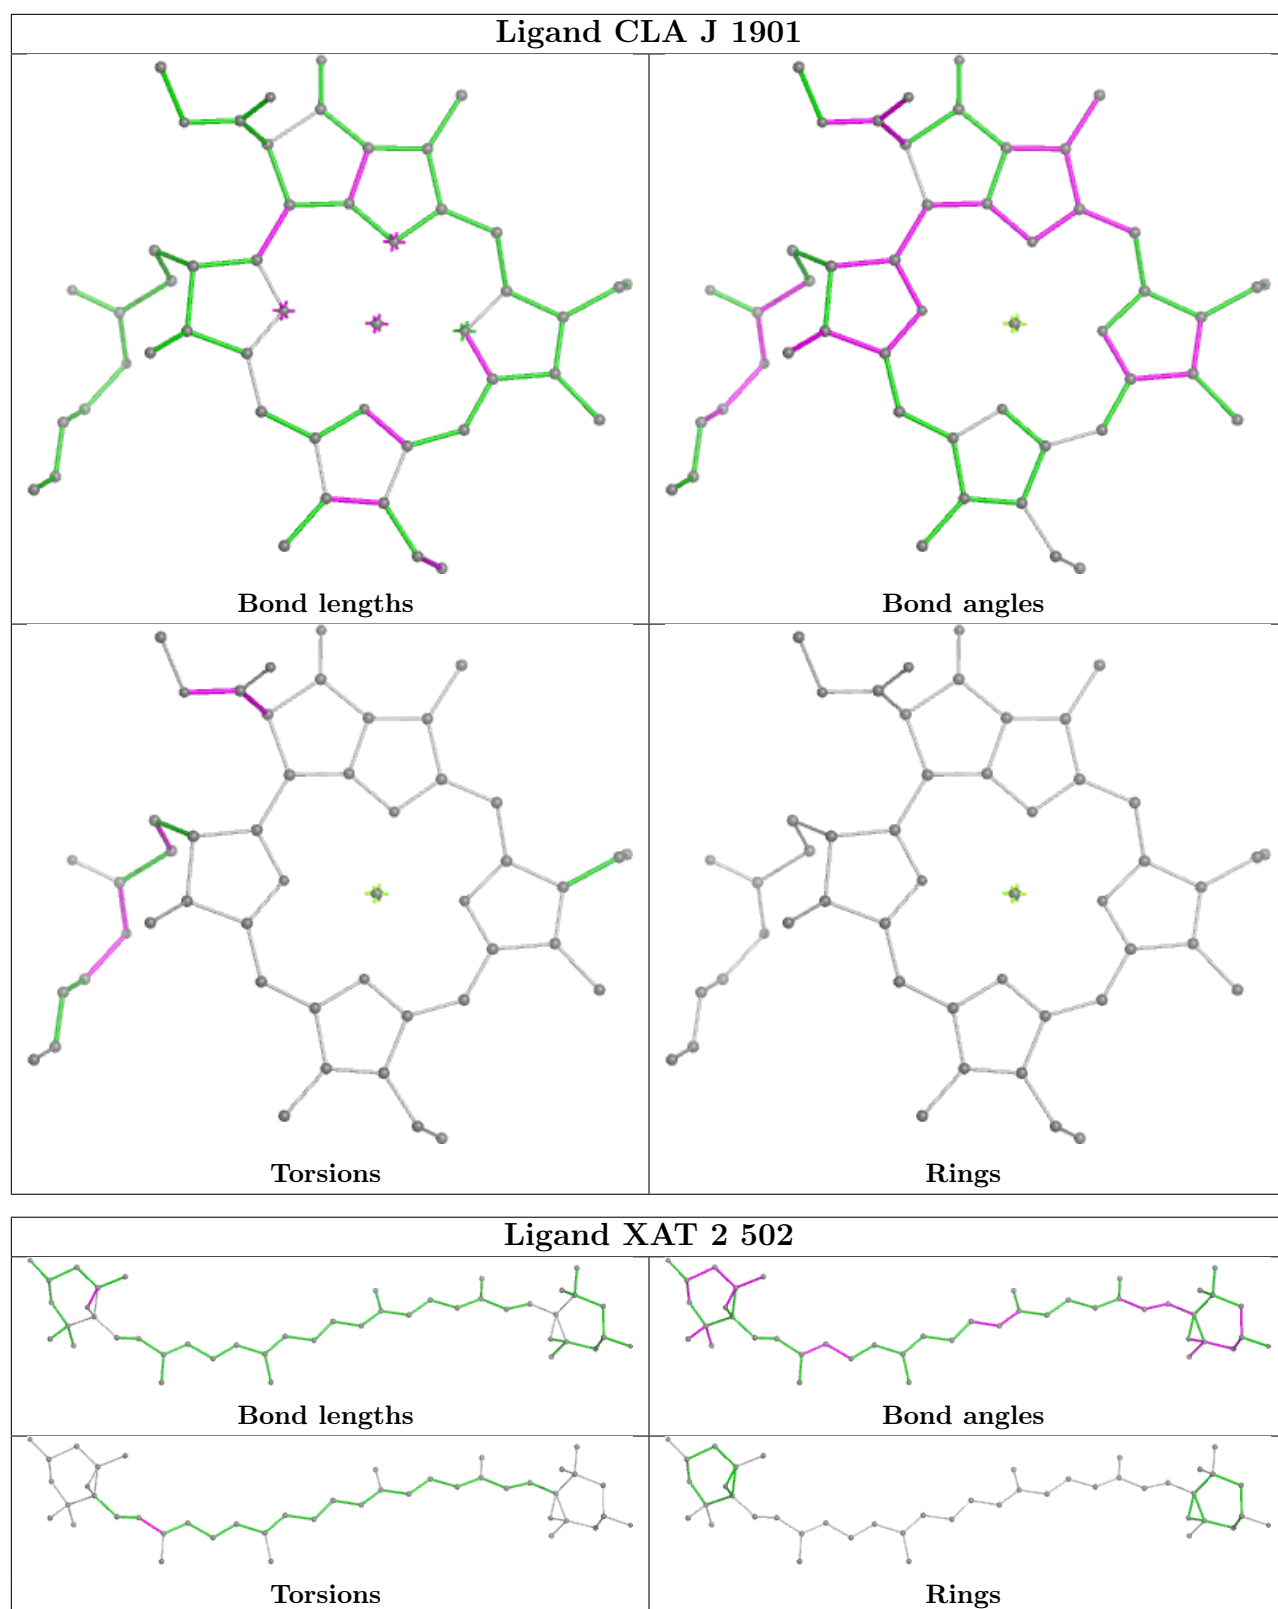 Ligand CLA J 1901
Bond lengths
Bond angles
Torsions
Rings
Ligand XAT 2 502
Bond lengths
Bond angles
Torsions
Rings